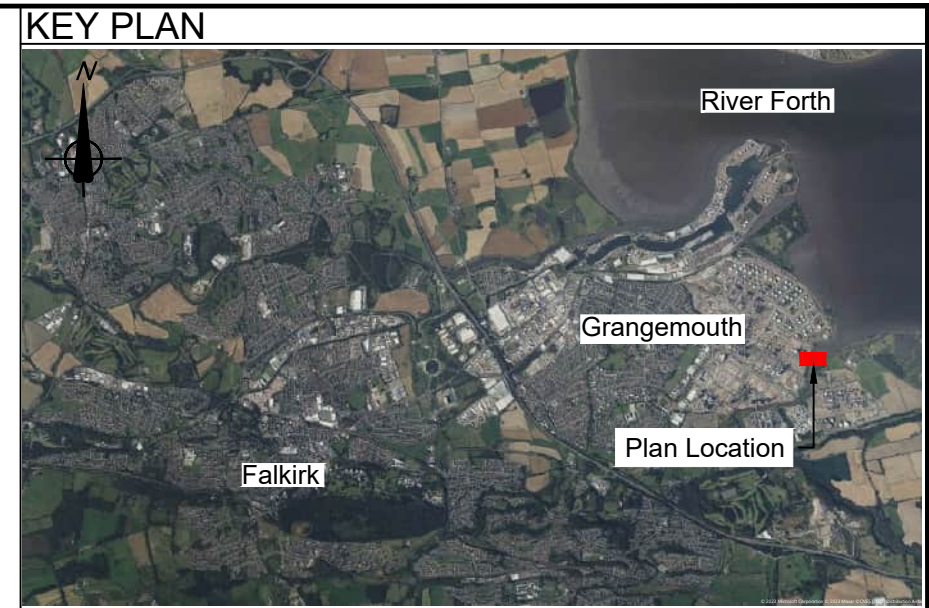 KEY PLAN
N
River Forth
Grangemouth
Plan Location
Falkirk